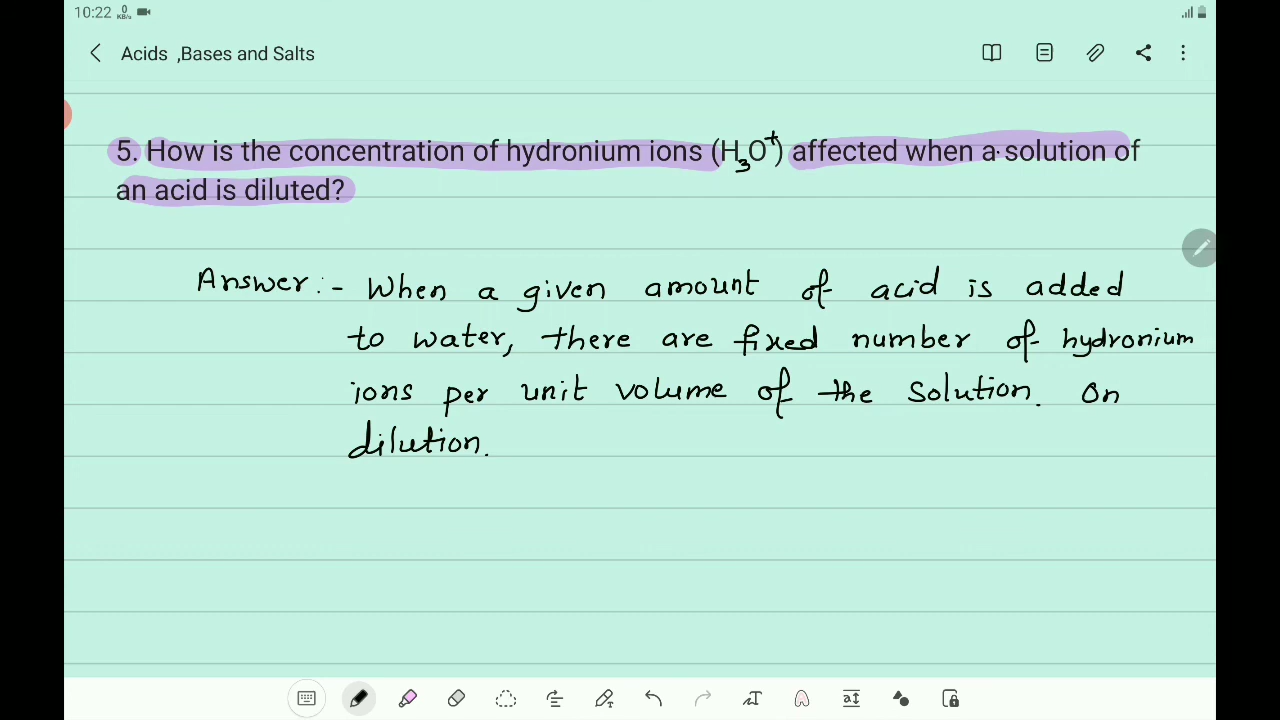 10:22 0 KB/s
Acids ,Bases and Salts
5. How is the concentration of hydronium ions (H₃O⁺) affected when a solution of
an acid is diluted?
Answer:- When a given amount of acid is added
to water, there are fixed number of hydronium
ions per unit volume of the solution. On
dilution.